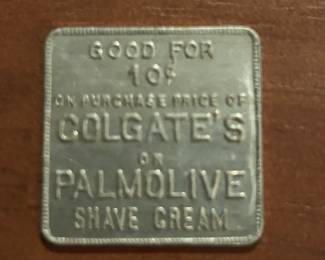 GOOD FOR
10¢
ON PURCHASE PRICE OF
COLGATE'S
OR
PALMOLIVE
SHAVE CREAM